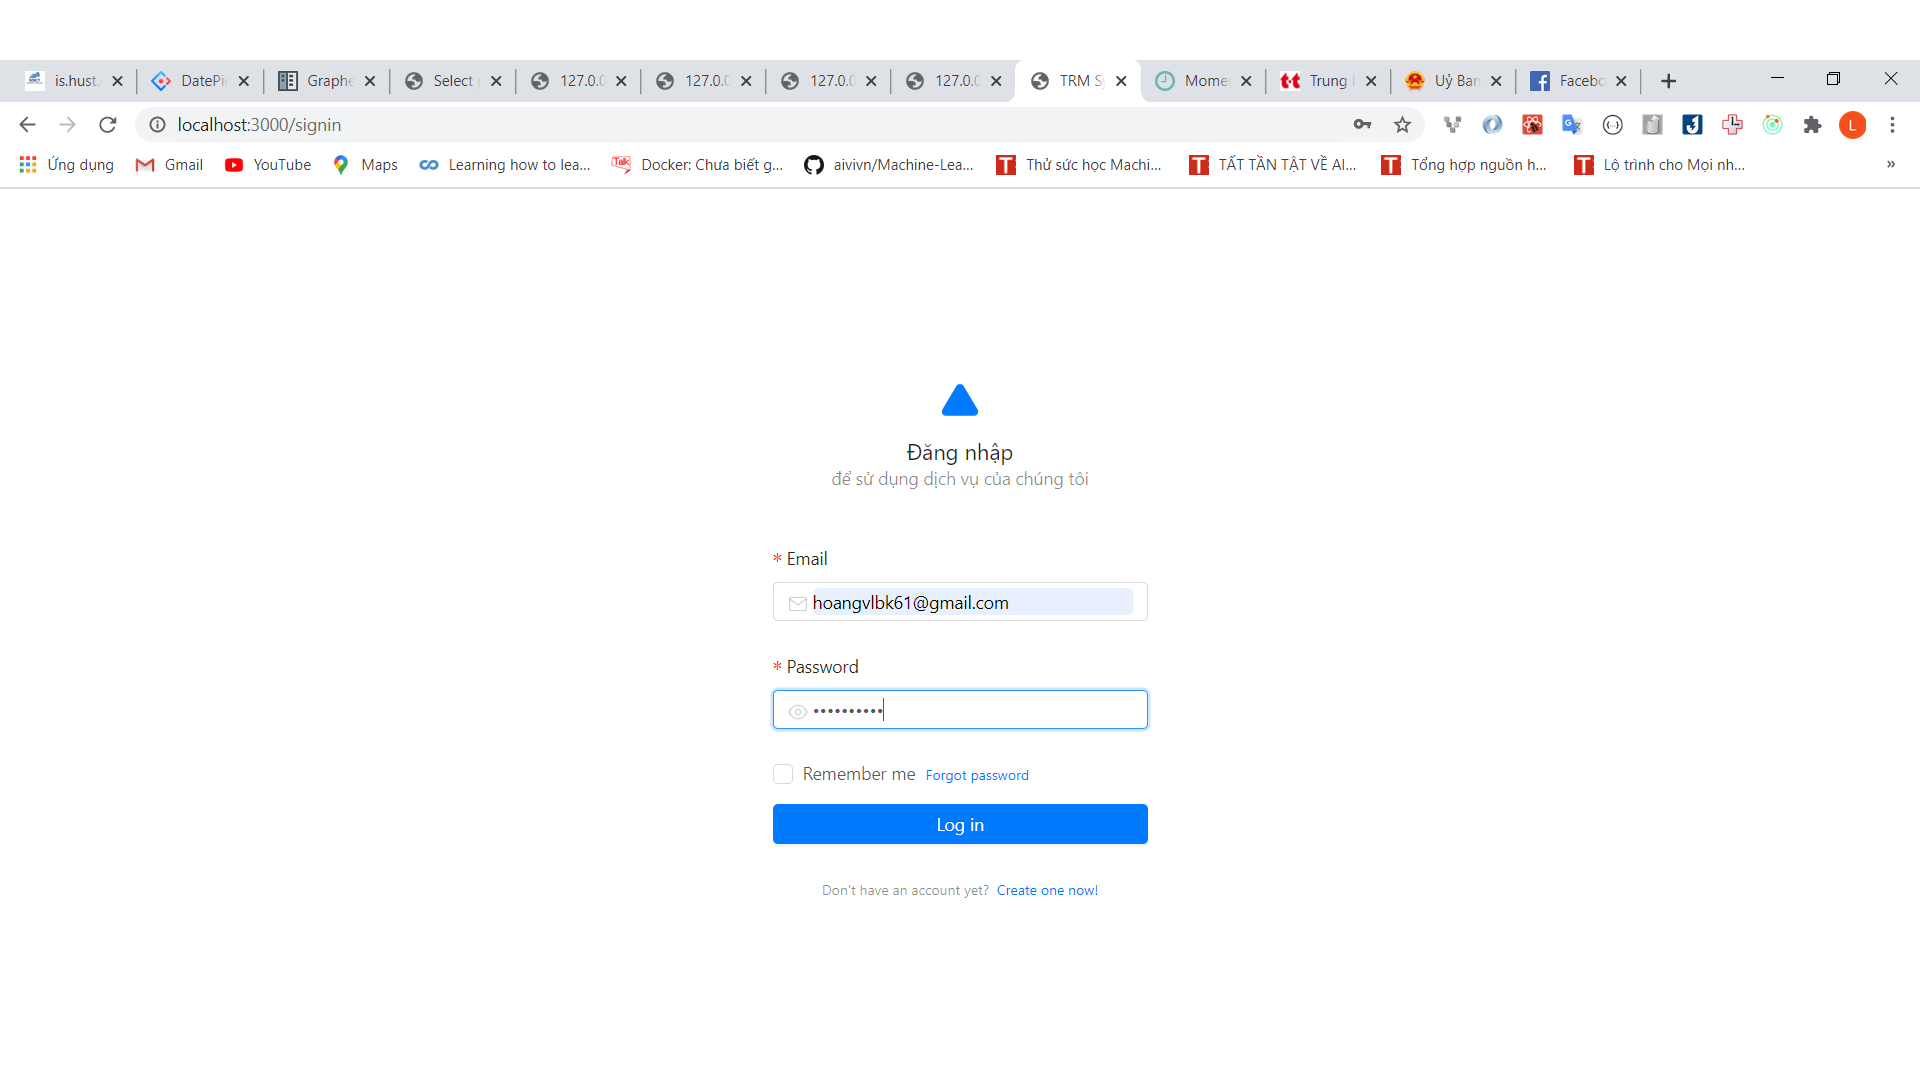 is.hust. DatePi Graphe Select 127.0.0 127.0.0 127.0.0 127.0.0 TRM Sy Mome Trung Uỷ Ban Facebo
localhost:3000/signin L
Ứng dụng Gmail YouTube Maps Learning how to lea... Docker: Chưa biết g... aivivn/Machine-Lea... Thử sức học Machi... TẤT TẦN TẬT VỀ AI... Tổng hợp nguồn h... Lộ trình cho Mọi nh... »
Đăng nhập
để sử dụng dịch vụ của chúng tôi
* Email
hoangvlbk61@gmail.com
* Password
••••••••••
Remember me Forgot password
Log in
Don't have an account yet? Create one now!